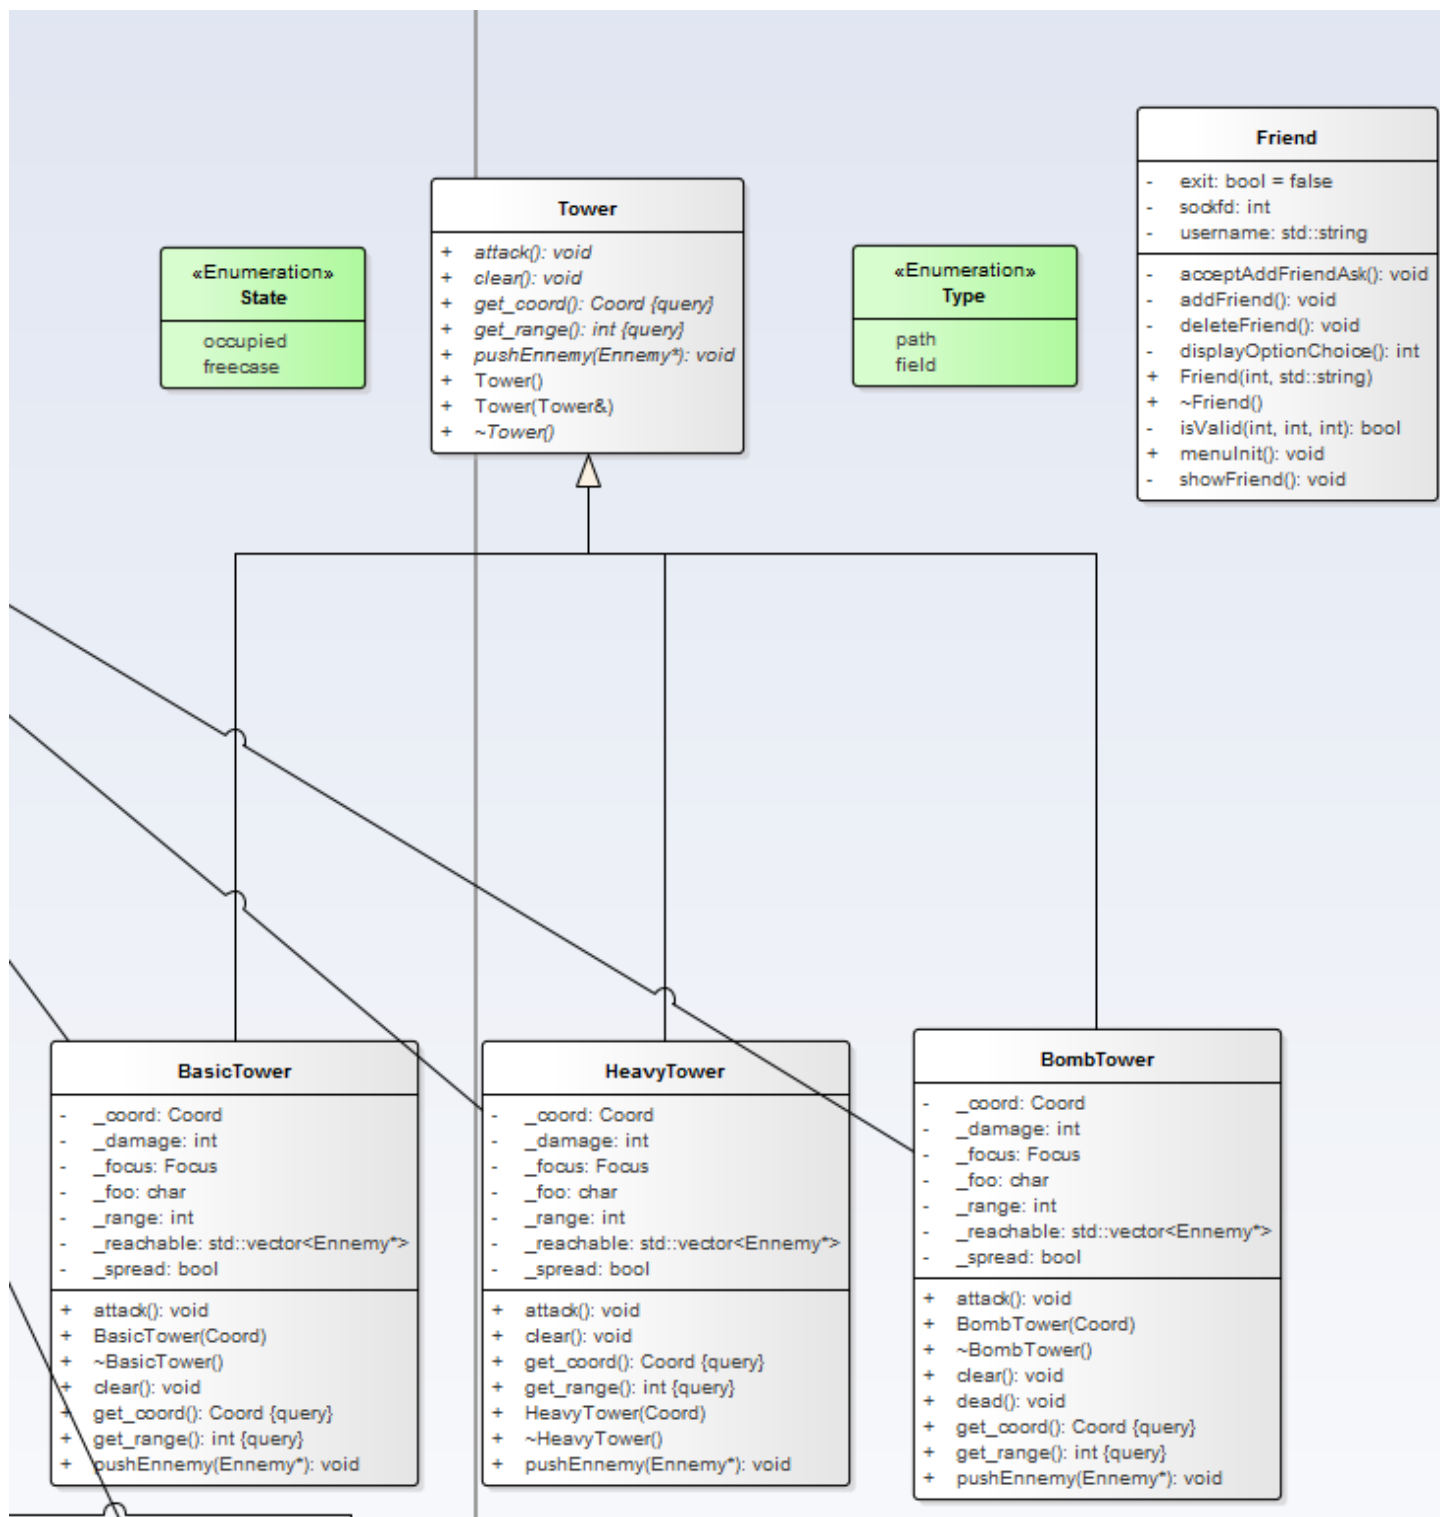 Friend
- exit: bool = false
- sockfd: int
- username: std::string
- acceptAddFriendAsk(): void
- addFriend(): void
- deleteFriend(): void
- displayOptionChoice(): int
+ Friend(int, std::string)
+ ~Friend()
- isValid(int, int, int): bool
+ menuInit(): void
- showFriend(): void
Tower
+ attack(): void
+ clear(): void
+ get_coord(): Coord {query}
+ get_range(): int {query}
+ pushEnnemy(Ennemy*): void
+ Tower()
+ Tower(Tower&)
+ ~Tower()
«Enumeration»
State
occupied
freecase
«Enumeration»
Type
path
field
BasicTower
- _coord: Coord
- _damage: int
- _focus: Focus
- _foo: char
- _range: int
- _reachable: std::vector<Ennemy*>
- _spread: bool
+ attack(): void
+ BasicTower(Coord)
+ ~BasicTower()
+ clear(): void
+ get_coord(): Coord {query}
+ get_range(): int {query}
+ pushEnnemy(Ennemy*): void
HeavyTower
- _coord: Coord
- _damage: int
- _focus: Focus
- _foo: char
- _range: int
- _reachable: std::vector<Ennemy*>
- _spread: bool
+ attack(): void
+ clear(): void
+ get_coord(): Coord {query}
+ get_range(): int {query}
+ HeavyTower(Coord)
+ ~HeavyTower()
+ pushEnnemy(Ennemy*): void
BombTower
- _coord: Coord
- _damage: int
- _focus: Focus
- _foo: char
- _range: int
- _reachable: std::vector<Ennemy*>
- _spread: bool
+ attack(): void
+ BombTower(Coord)
+ ~BombTower()
+ clear(): void
+ dead(): void
+ get_coord(): Coord {query}
+ get_range(): int {query}
+ pushEnnemy(Ennemy*): void